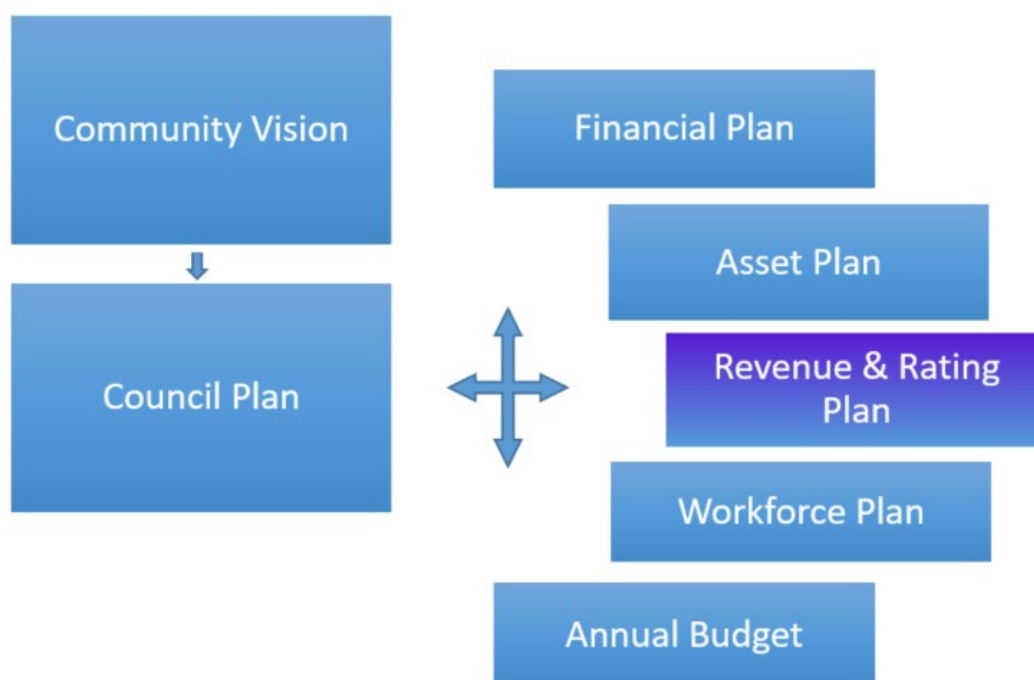 Community Vision
Council Plan
Financial Plan
Asset Plan
Revenue & Rating
Plan
Workforce Plan
Annual Budget